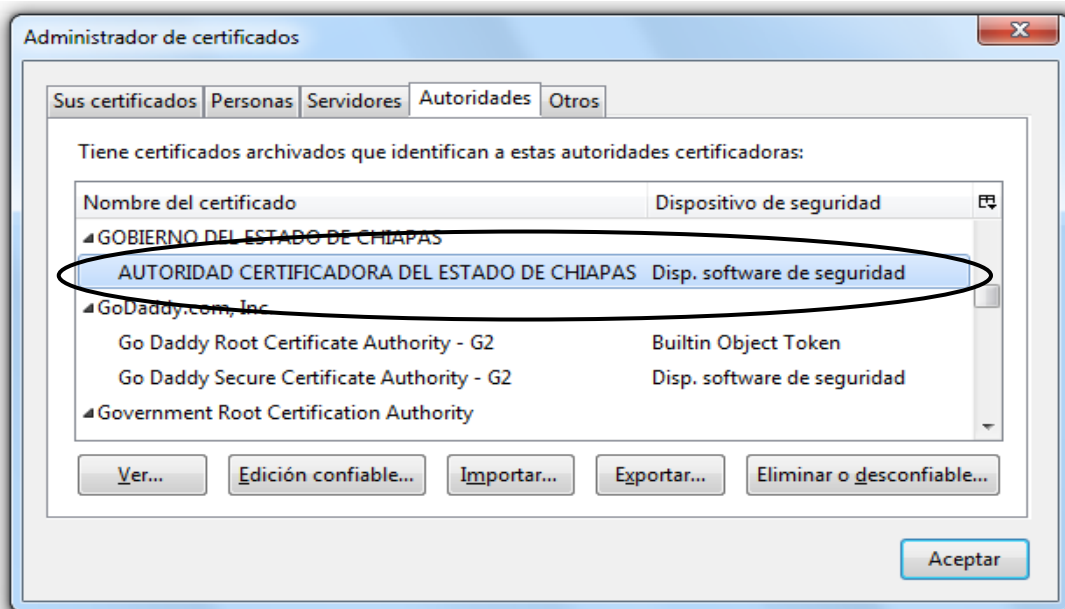 Administrador de certificados
Sus certificados Personas Servidores Autoridades Otros
Tiene certificados archivados que identifican a estas autoridades certificadoras:
Nombre del certificado Dispositivo de seguridad
GOBIERNO DEL ESTADO DE CHIAPAS
AUTORIDAD CERTIFICADORA DEL ESTADO DE CHIAPAS Disp. software de seguridad
GoDaddy.com, Inc.
Go Daddy Root Certificate Authority - G2 Builtin Object Token
Go Daddy Secure Certificate Authority - G2 Disp. software de seguridad
Government Root Certification Authority
Ver... Edición confiable... Importar... Exportar... Eliminar o desconfiable...
Aceptar